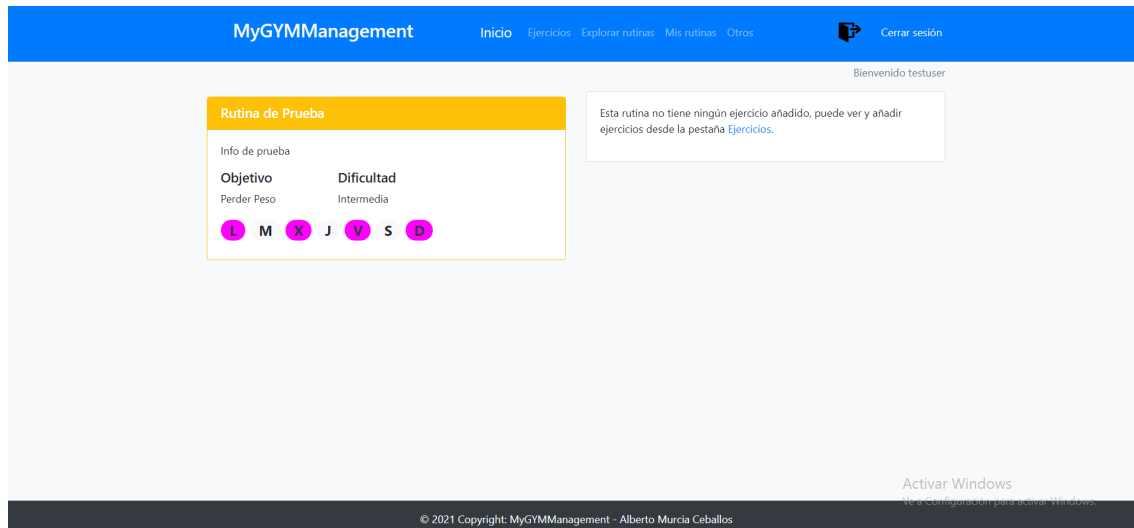 MyGYMManagement
Inicio Ejercicios Explorar rutinas Mis rutinas Otros
Cerrar sesión
Bienvenido testuser
Rutina de Prueba
Info de prueba
Objetivo Dificultad
Perder Peso Intermedia
L M X J V S D
Esta rutina no tiene ningún ejercicio añadido, puede ver y añadir
ejercicios desde la pestaña Ejercicios.
Activar Windows
Ve a Configuración para activar Windows.
© 2021 Copyright: MyGYMManagement - Alberto Murcia Ceballos